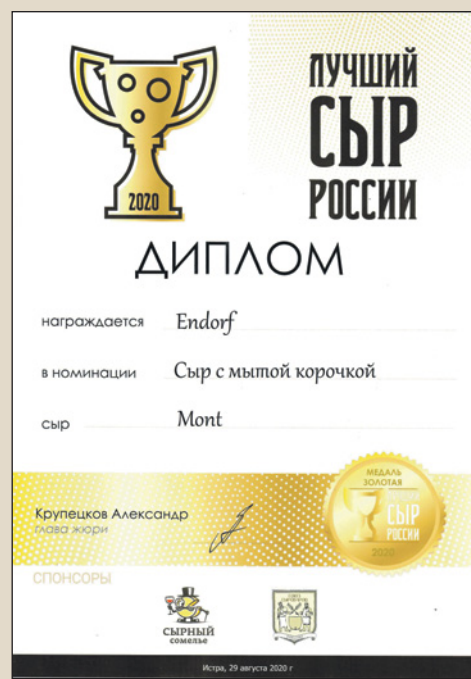 2020
ЛУЧШИЙ
СЫР
РОССИИ
ДИПЛОМ
награждается Endorf
в номинации Сыр с мытой корочкой
сыр Mont
Крупецков Александр
глава жюри
МЕДАЛЬ
ЗОЛОТАЯ
СЫР
РОССИИ
2020
СПОНСОРЫ
СЫРНЫЙ
сомелье
Истра, 29 августа 2020 г